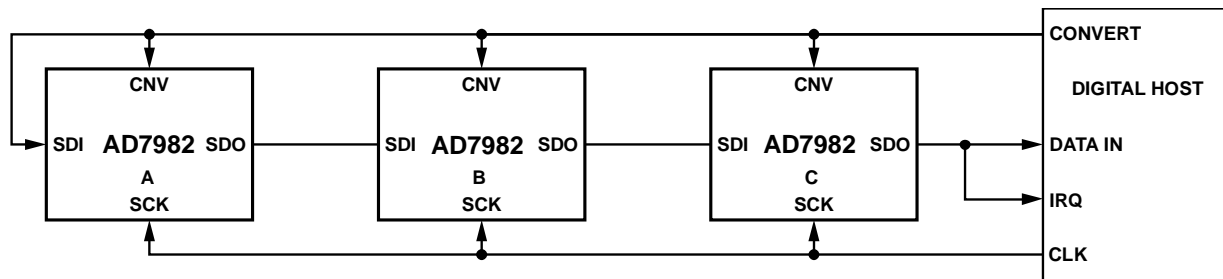 CONVERT
CNV CNV CNV
DIGITAL HOST
SDI AD7982 SDO SDI AD7982 SDO SDI AD7982 SDO DATA IN
A B C
SCK SCK SCK IRQ
CLK